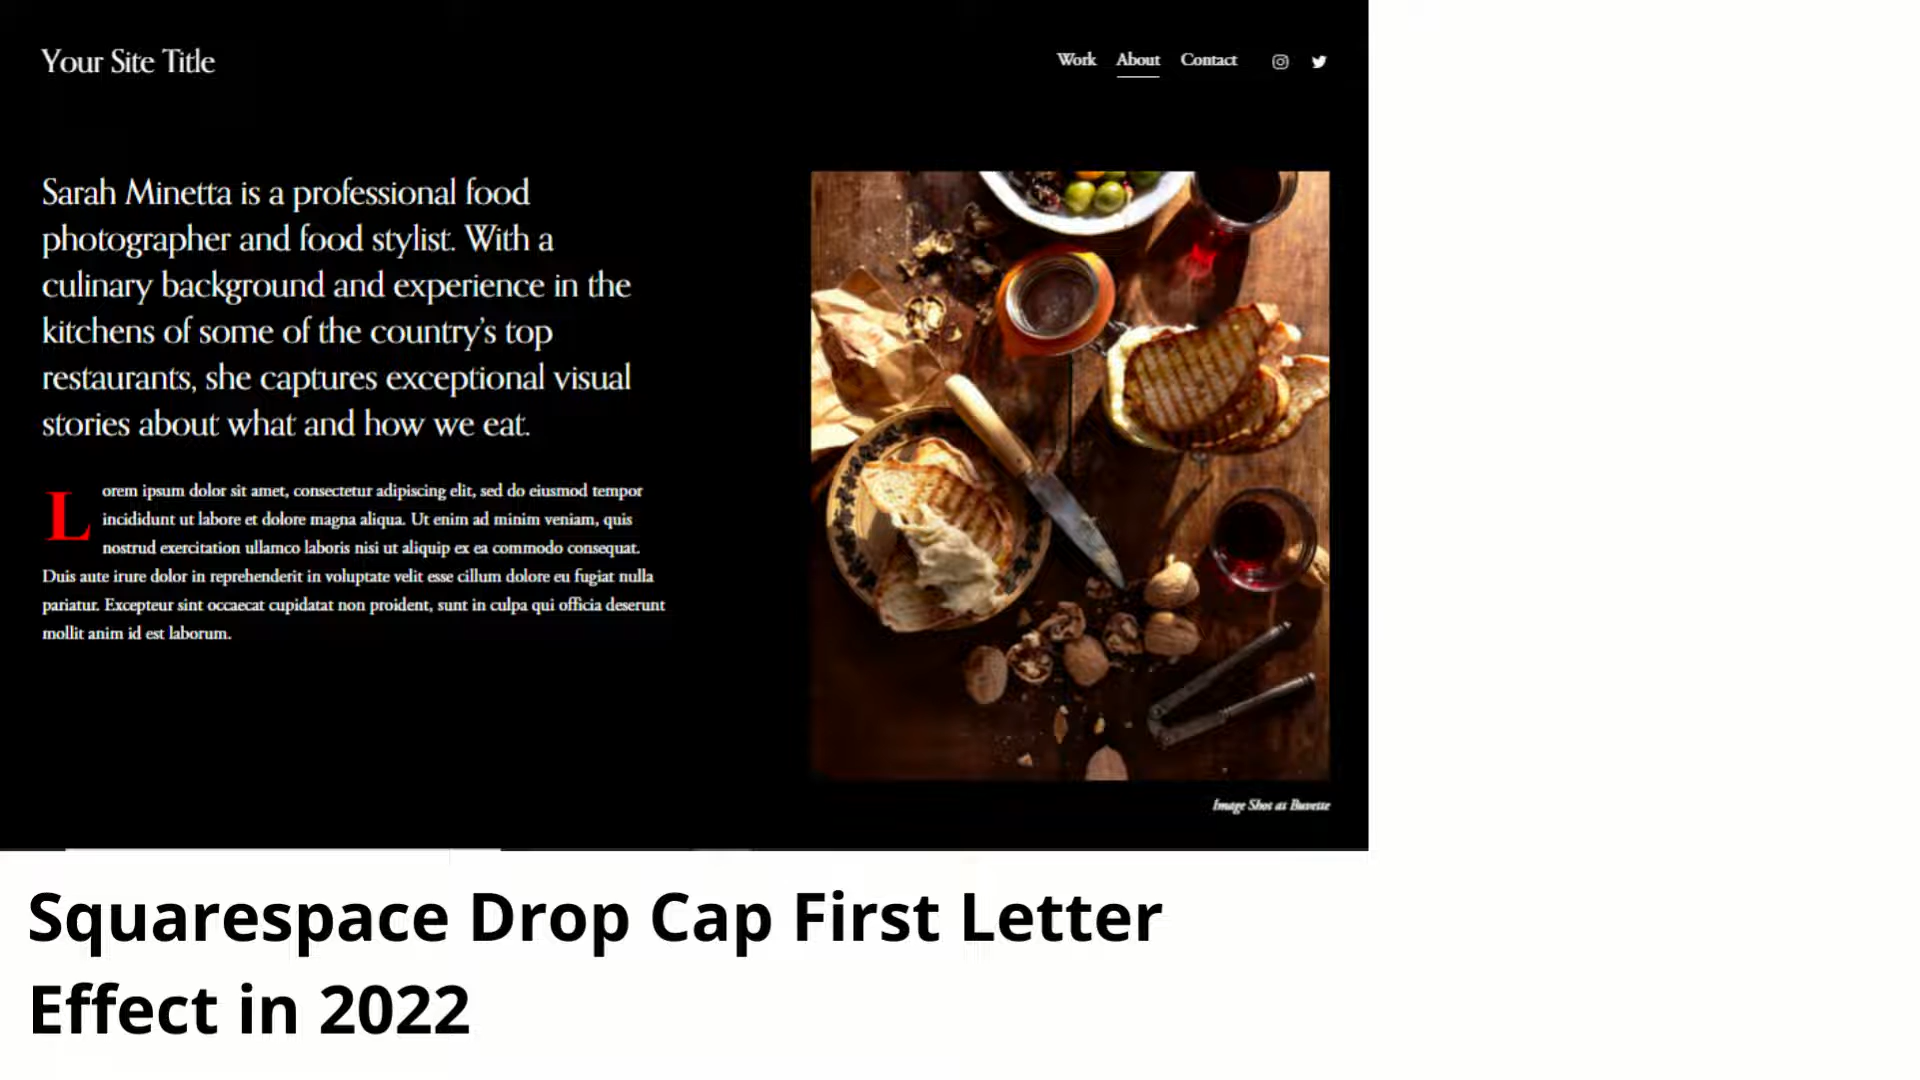 Your Site Title
Work About Contact
Sarah Minetta is a professional food
photographer and food stylist. With a
culinary background and experience in the
kitchens of some of the country's top
restaurants, she captures exceptional visual
stories about what and how we eat.
Lorem ipsum dolor sit amet, consectetur adipiscing elit, sed do eiusmod tempor
incididunt ut labore et dolore magna aliqua. Ut enim ad minim veniam, quis
nostrud exercitation ullamco laboris nisi ut aliquip ex ea commodo consequat.
Duis aute irure dolor in reprehenderit in voluptate velit esse cillum dolore eu fugiat nulla
pariatur. Excepteur sint occaecat cupidatat non proident, sunt in culpa qui officia deserunt
mollit anim id est laborum.
Image Shot at Buvette
Squarespace Drop Cap First Letter
Effect in 2022